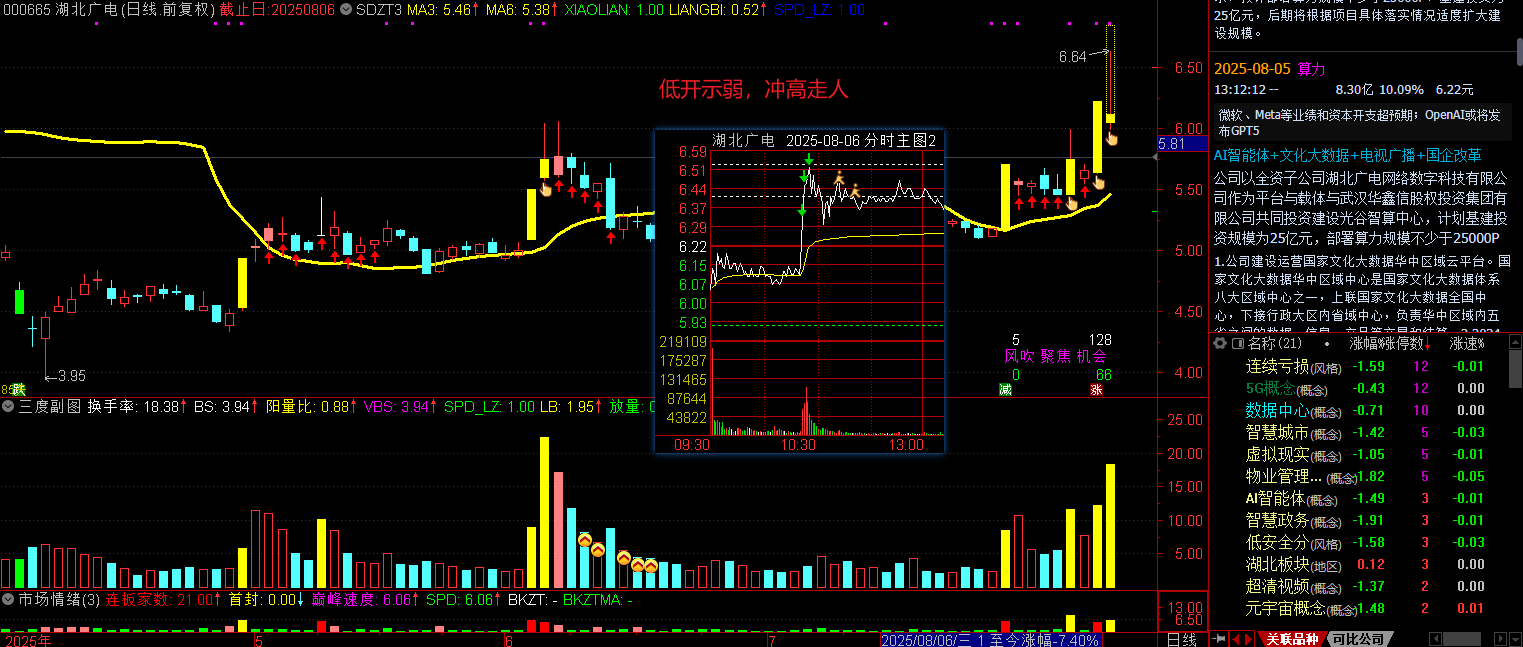 000665 湖北广电(日线.前复权) 截止日:20250806 SDZT3 MA3: 5.46↑ MA6: 5.38↑ XIAOLIAN: 1.00 LIANGBI: 0.52↑ SPD_LZ: 1.00
6.64
6.50
6.00
5.81
5.50
5.00
4.50
4.00
←3.95
跌
低开示弱，冲高走人
湖北广电 2025-08-06 分时主图2
6.59
6.51
6.44
6.37
6.29
6.22
6.15
6.07
6.00
5.93
219109
175287
131465
87644
43822
09:30 10:30 13:00
5 128
风吹 聚焦 机会
0 66
减 涨
三度副图 换手率: 18.38↑ BS: 3.94↑ 阳量比: 0.88↑ VBS: 3.94↑ SPD_LZ: 1.00 LB: 1.95↑ 放量:
25.00
20.00
15.00
10.00
5.00
市场情绪(3) 连板家数: 21.00↑ 首封: 0.00↓ 巅峰速度: 6.06↑ SPD: 6.06↑ BKZT: - BKZTMA: -
13.00
6.50
2025年 5 6 7 2025/08/06/三 1 至今涨幅-7.40% 日线
25亿元，后期将根据项目具体落实情况适度扩大建
设规模。
2025-08-05 算力
13:12:12 -- 8.30亿 10.09% 6.22元
微软、Meta等业绩和资本开支超预期；OpenAI或将发
布GPT5
AI智能体+文化大数据+电视广播+国企改革
公司以全资子公司湖北广电网络数字科技有限公
司作为平台与载体与武汉华鑫信股权投资集团有
限公司共同投资建设光谷智算中心，计划基建投
资规模为25亿元，部署算力规模不少于25000P
1.公司建设运营国家文化大数据华中区域云平台。国
家文化大数据华中区域中心是国家文化大数据体系
八大区域中心之一，上联国家文化大数据全国中
心，下接行政大区内省域中心，负责华中区域内五
名称(21) 涨幅% 涨停数↓ 涨速%
连续亏损(风格) -1.59 12 -0.01
5G概念(概念) -0.43 12 0.00
数据中心(概念) -0.71 10 0.00
智慧城市(概念) -1.42 5 -0.03
虚拟现实(概念) -1.05 5 -0.01
物业管理...(概念) -1.82 5 -0.05
AI智能体(概念) -1.49 3 -0.01
智慧政务(概念) -1.91 3 -0.01
低安全分(风格) -1.58 3 -0.03
湖北板块(地区) 0.12 3 0.00
超清视频(概念) -1.37 2 0.00
元宇宙概念(概念) -1.48 2 0.01
关联品种 可比公司